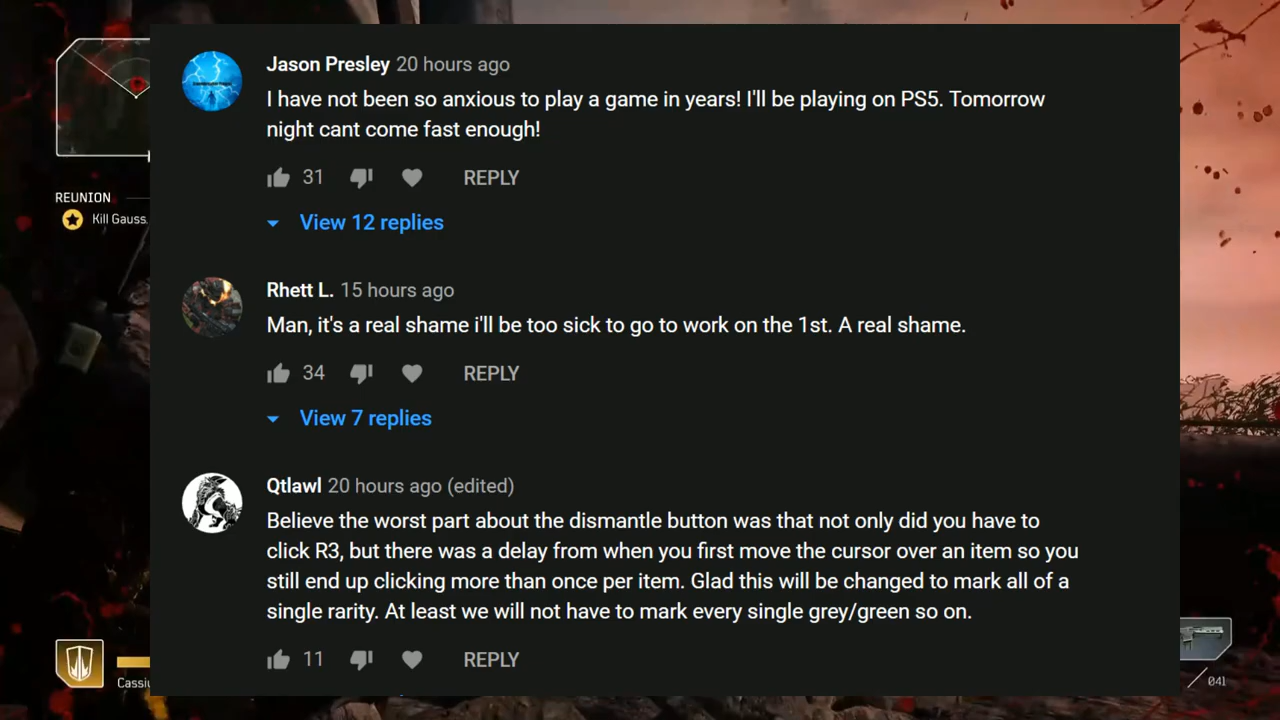 Jason Presley 20 hours ago
I have not been so anxious to play a game in years! I'll be playing on PS5. Tomorrow
night cant come fast enough!
31 REPLY
View 12 replies
REUNION
Kill Gauss
Rhett L. 15 hours ago
Man, it's a real shame i'll be too sick to go to work on the 1st. A real shame.
34 REPLY
View 7 replies
Qtlawl 20 hours ago (edited)
Believe the worst part about the dismantle button was that not only did you have to
click R3, but there was a delay from when you first move the cursor over an item so you
still end up clicking more than once per item. Glad this will be changed to mark all of a
single rarity. At least we will not have to mark every single grey/green so on.
11 REPLY
Cassiu
041